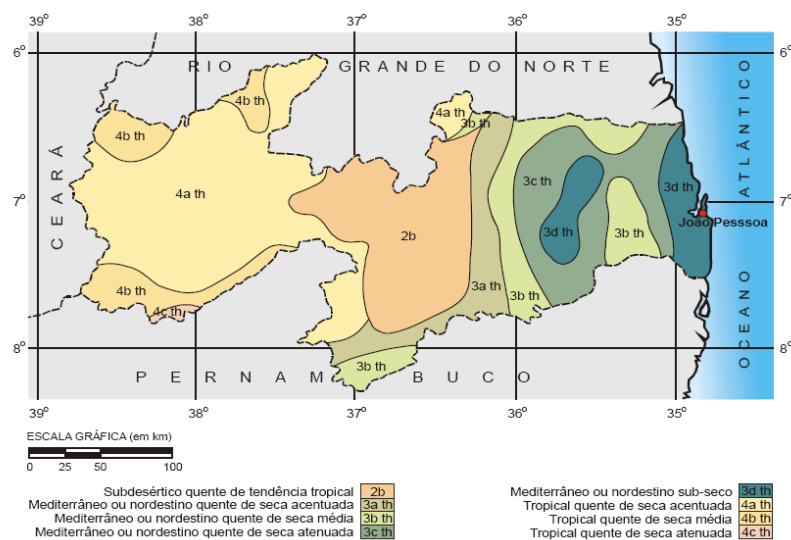 39° 38° 37° 36° 35°
6° 6°
RIO GRANDE DO NORTE
4b th
4a th
3b th
4b th
CEARÁ
4a th
3c th
3d th
7° 7°
João Pesssoa
2b
3d th
3b th
4b th
3a th
3b th
4c th
8° 8°
3b th
PERNAMBUCO
OCEANO ATLÂNTICO
39° 38° 37° 36° 35°
ESCALA GRÁFICA (em km)
0 25 50 100
Subdesértico quente de tendência tropical 2b
Mediterrâneo ou nordestino quente de seca acentuada 3a th
Mediterrâneo ou nordestino quente de seca média 3b th
Mediterrâneo ou nordestino quente de seca atenuada 3c th
Mediterrâneo ou nordestino sub-seco 3d th
Tropical quente de seca acentuada 4a th
Tropical quente de seca média 4b th
Tropical quente de seca atenuada 4c th